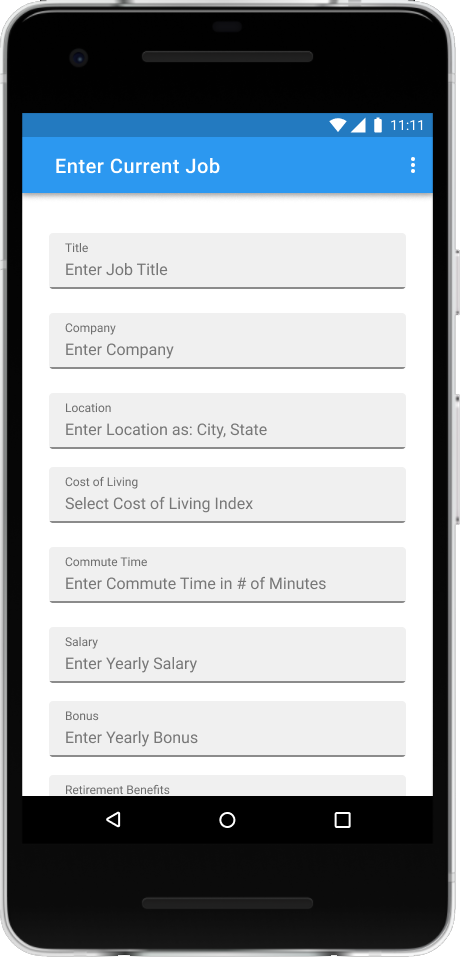 11:11
Enter Current Job
Title
Enter Job Title
Company
Enter Company
Location
Enter Location as: City, State
Cost of Living
Select Cost of Living Index
Commute Time
Enter Commute Time in # of Minutes
Salary
Enter Yearly Salary
Bonus
Enter Yearly Bonus
Retirement Benefits